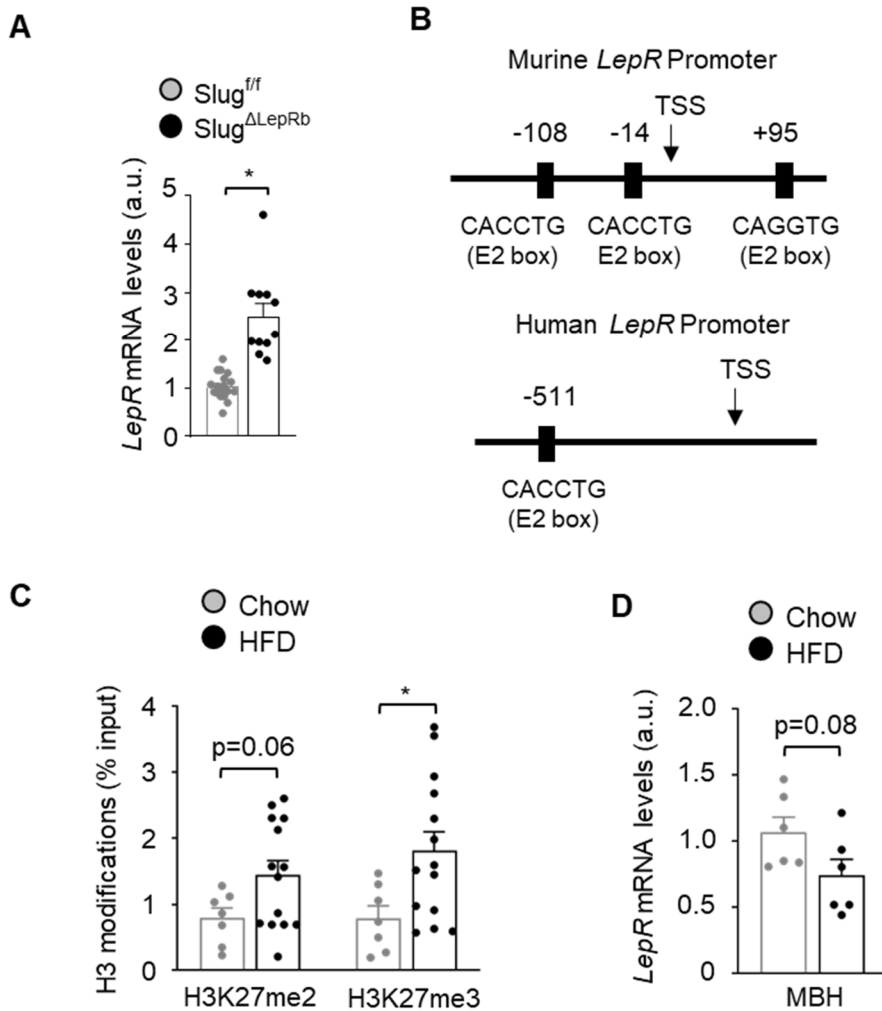 A
Slug^f/f
Slug^ΔLepRb
LepR mRNA levels (a.u.)
5
4
3
2
1
0
*
B
Murine LepR Promoter
TSS
-108
-14
+95
CACCTG
(E2 box)
CACCTG
E2 box)
CAGGTG
(E2 box)
Human LepR Promoter
TSS
-511
CACCTG
(E2 box)
C
Chow
HFD
H3 modifications (% input)
4
3
2
1
0
p=0.06
*
H3K27me2
H3K27me3
D
Chow
HFD
LepR mRNA levels (a.u.)
2.0
1.5
1.0
0.5
0
p=0.08
MBH